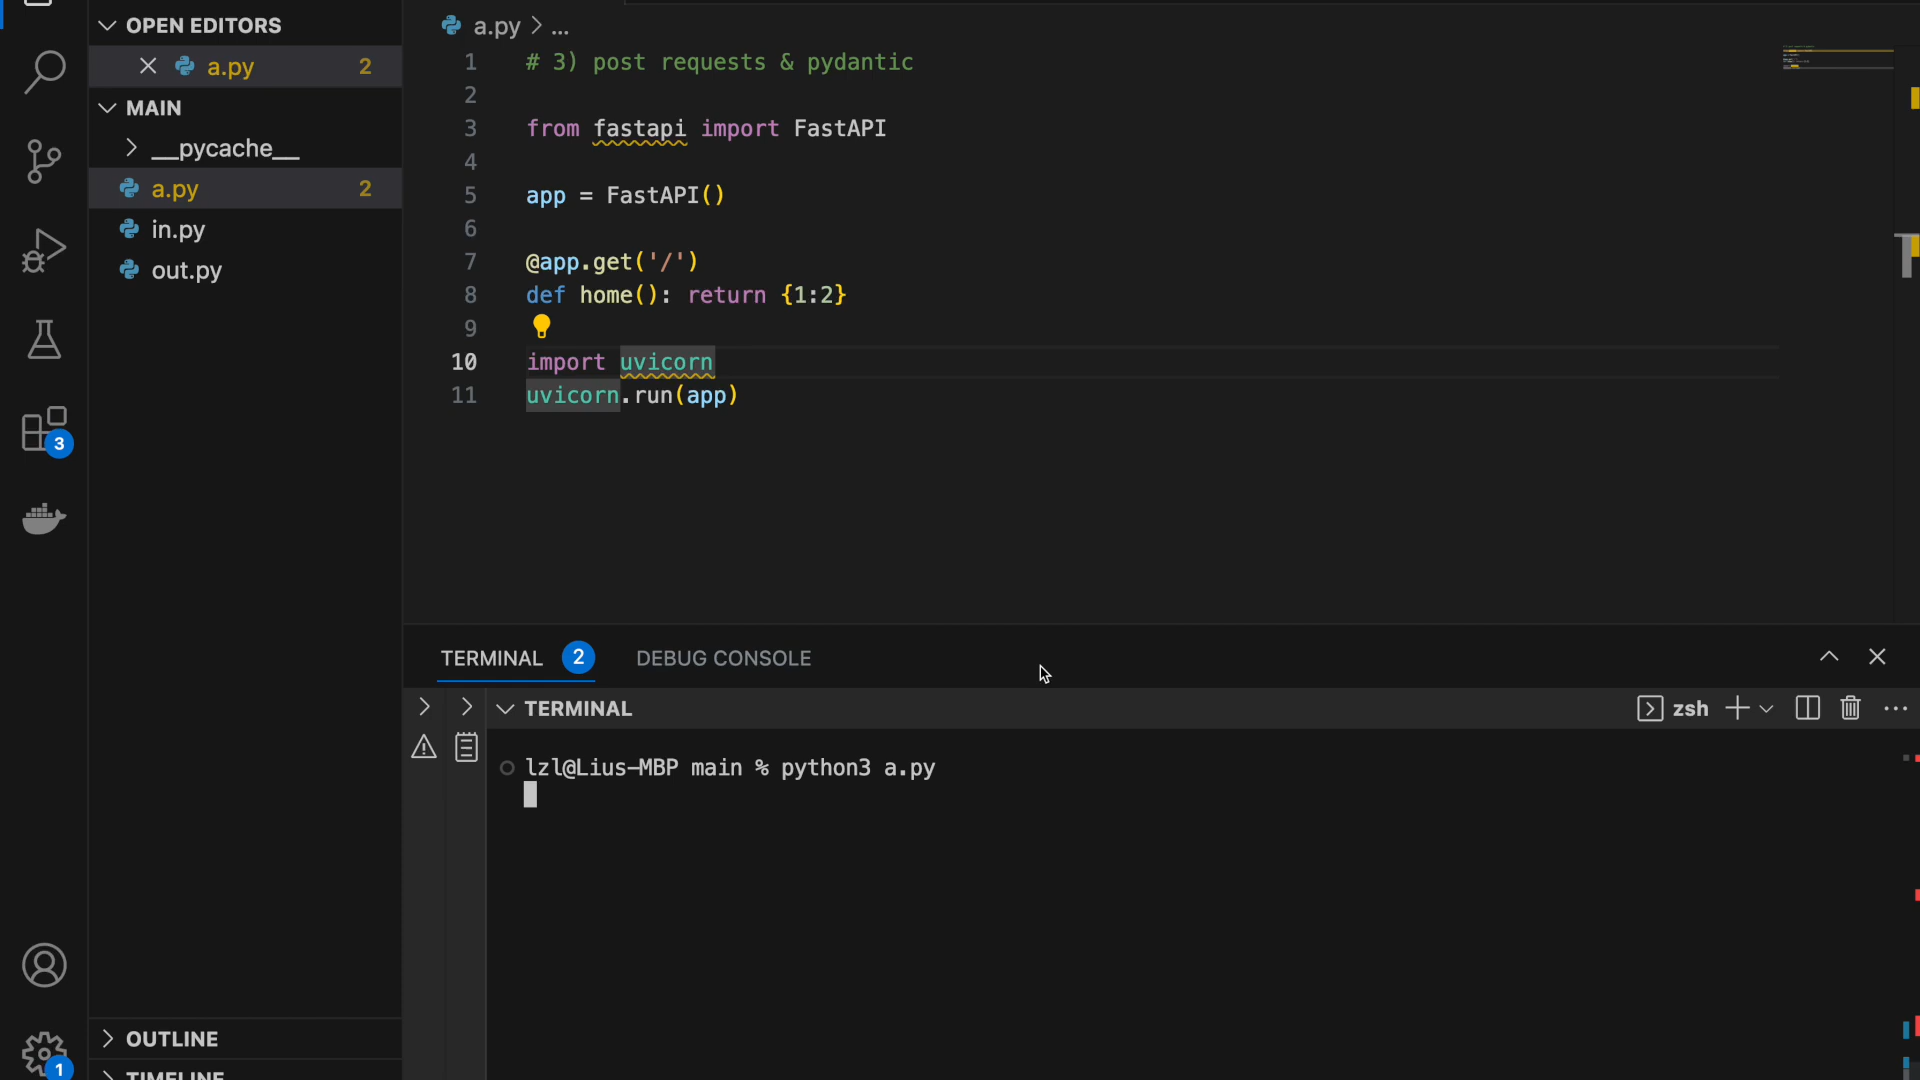 OPEN EDITORS
a.py 2
MAIN
__pycache__
a.py 2
in.py
out.py
3
OUTLINE
1
TIMELINE
a.py > ...
1 # 3) post requests & pydantic
2
3 from fastapi import FastAPI
4
5 app = FastAPI()
6
7 @app.get('/')
8 def home(): return {1:2}
9
10 import uvicorn
11 uvicorn.run(app)
TERMINAL 2 DEBUG CONSOLE
TERMINAL zsh
lzl@Lius-MBP main % python3 a.py